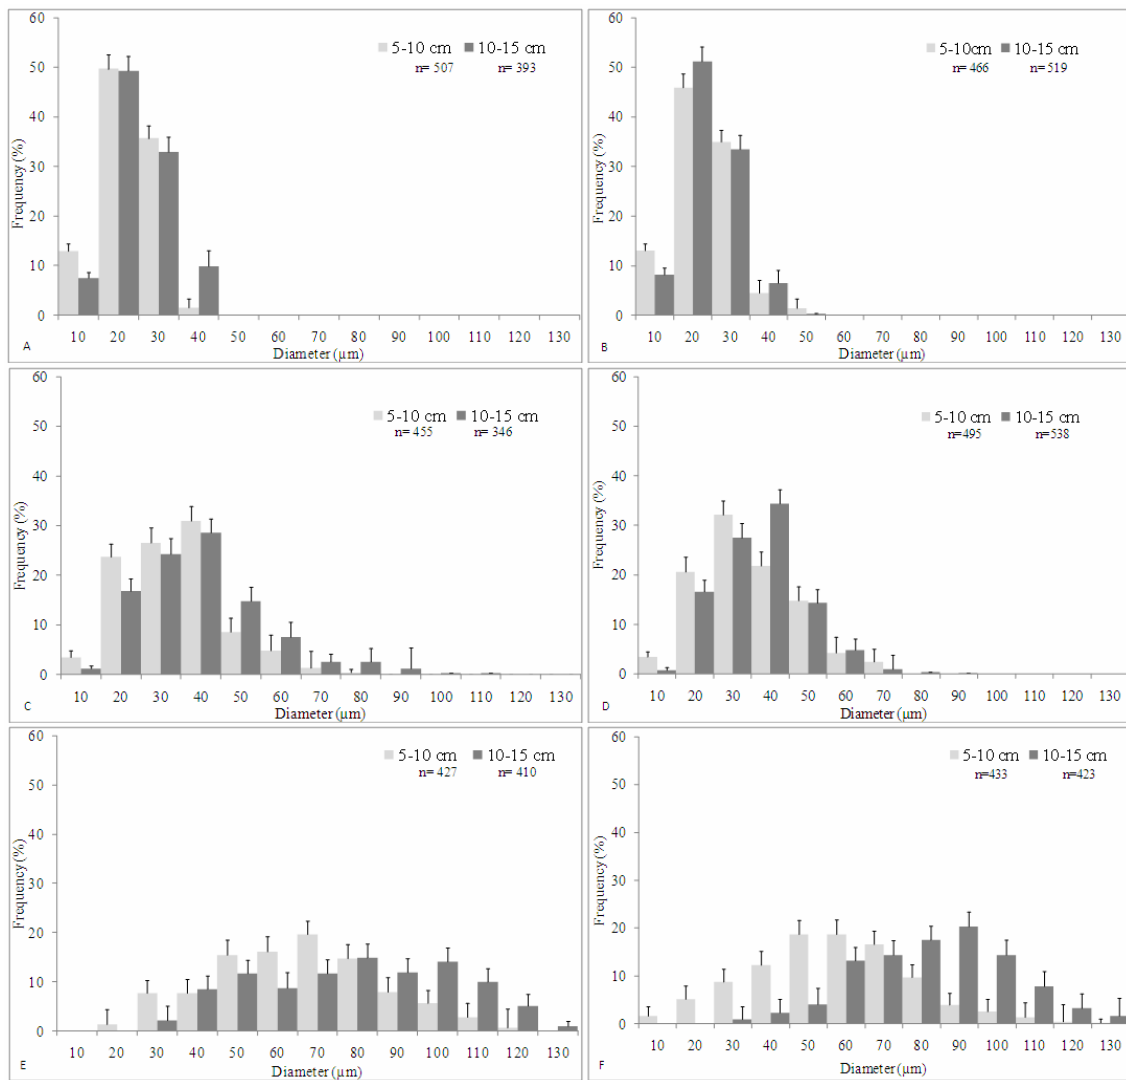 60
50
40
30
20
10
0
Frequency (%)
5-10 cm 10-15 cm
n= 507 n= 393
10 20 30 40 50 60 70 80 90 100 110 120 130
Diameter (µm)
A
60
50
40
30
20
10
0
Frequency (%)
5-10cm 10-15 cm
n=466 n=519
10 20 30 40 50 60 70 80 90 100 110 120 130
Diameter (µm)
B
60
50
40
30
20
10
0
Frequency (%)
5-10 cm 10-15 cm
n= 455 n= 346
10 20 30 40 50 60 70 80 90 100 110 120 130
Diameter (µm)
C
60
50
40
30
20
10
0
Frequency (%)
5-10 cm 10-15 cm
n=495 n=538
10 20 30 40 50 60 70 80 90 100 110 120 130
Diameter (µm)
D
60
50
40
30
20
10
0
Frequency (%)
5-10 cm 10-15 cm
n= 427 n= 410
10 20 30 40 50 60 70 80 90 100 110 120 130
Diameter (µm)
E
60
50
40
30
20
10
0
Frequency (%)
5-10 cm 10-15 cm
n=433 n=423
10 20 30 40 50 60 70 80 90 100 110 120 130
Diameter (µm)
F